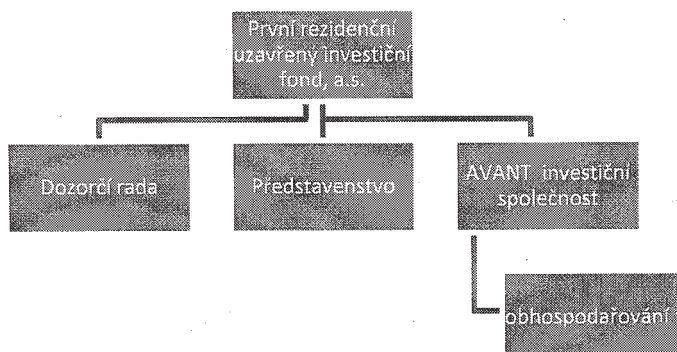 První rezidenční
uzavřený investiční
fond, a.s.
Dozorčí rada
Představenstvo
AVANT investiční
společnost
obhospodařování